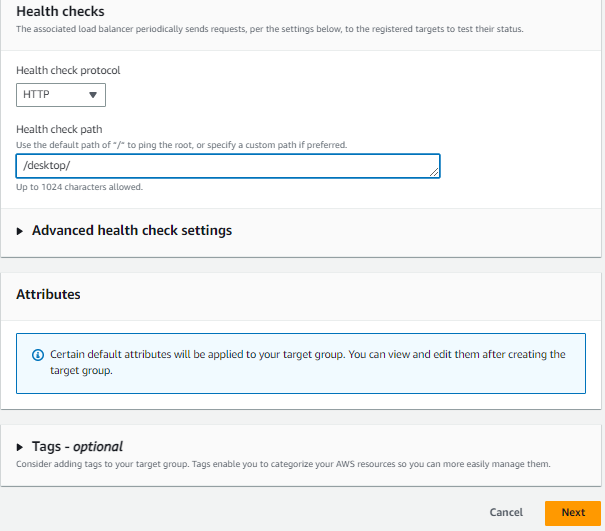 Health checks
The associated load balancer periodically sends requests, per the settings below, to the registered targets to test their status.
Health check protocol
HTTP
Health check path
Use the default path of "/" to ping the root, or specify a custom path if preferred.
/desktop/
Up to 1024 characters allowed.
Advanced health check settings
Attributes
Certain default attributes will be applied to your target group. You can view and edit them after creating the
target group.
Tags - optional
Consider adding tags to your target group. Tags enable you to categorize your AWS resources so you can more easily manage them.
Cancel
Next